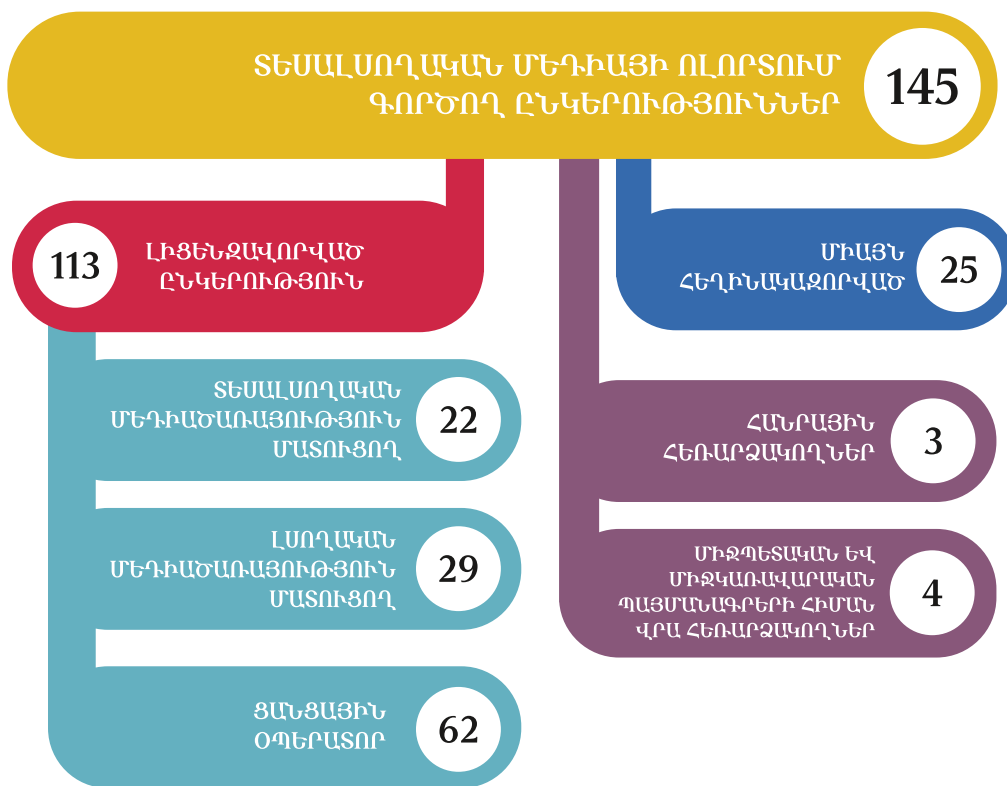 ՏԵՍԱԼՍՈՂԱԿԱՆ ՄԵԴԻԱՅԻ ՈԼՈՐՏՈՒՄ
ԳՈՐԾՈՂ ԸՆԿԵՐՈՒԹՅՈՒՆՆԵՐ
145
113
ԼԻՑԵՆԶԱՎՈՐՎԱԾ
ԸՆԿԵՐՈՒԹՅՈՒՆ
ՏԵՍԱԼՍՈՂԱԿԱՆ
ՄԵԴԻԱԾԱՌԱՅՈՒԹՅՈՒՆ
ՄԱՏՈՒՑՈՂ
22
ԼՍՈՂԱԿԱՆ
ՄԵԴԻԱԾԱՌԱՅՈՒԹՅՈՒՆ
ՄԱՏՈՒՑՈՂ
29
ՑԱՆՑԱՅԻՆ
ՕՊԵՐԱՏՈՐ
62
ՄԻԱՅՆ
ՀԵՂԻՆԱԿԱԶՈՐՎԱԾ
25
ՀԱՆՐԱՅԻՆ
ՀԵՌԱՐՁԱԿՈՂՆԵՐ
3
ՄԻՋՊԵՏԱԿԱՆ ԵՎ
ՄԻՋԿԱՌԱՎԱՐԱԿԱՆ
ՊԱՅՄԱՆԱԳՐԵՐԻ ՀԻՄԱՆ
ՎՐԱ ՀԵՌԱՐՁԱԿՈՂՆԵՐ
4